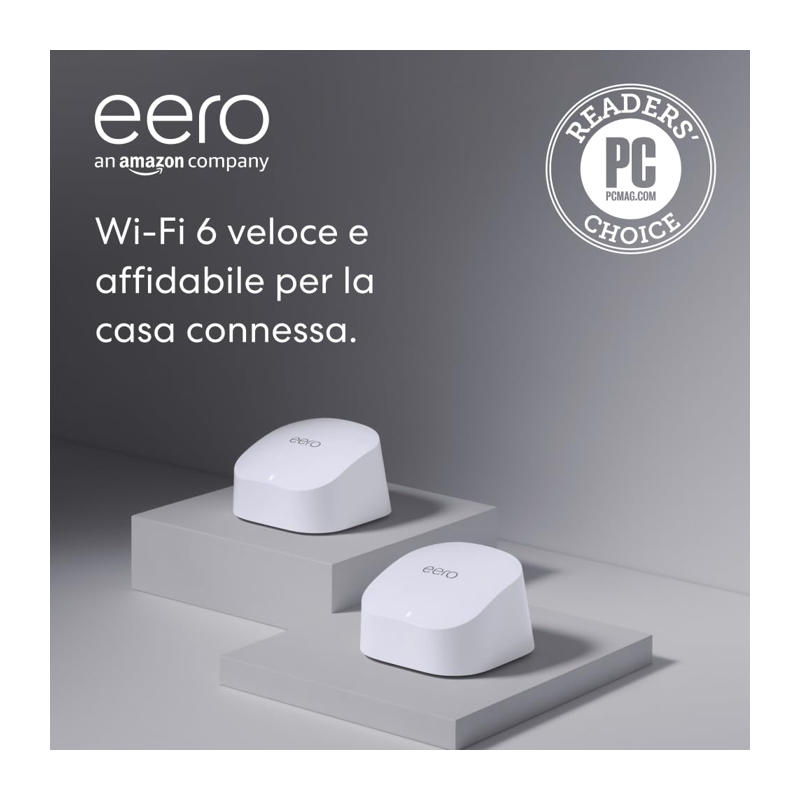 eero
an amazon company
Wi-Fi 6 veloce e
affidabile per la
casa connessa.
READERS'
PC
PCMAG.COM
CHOICE
eero
eero